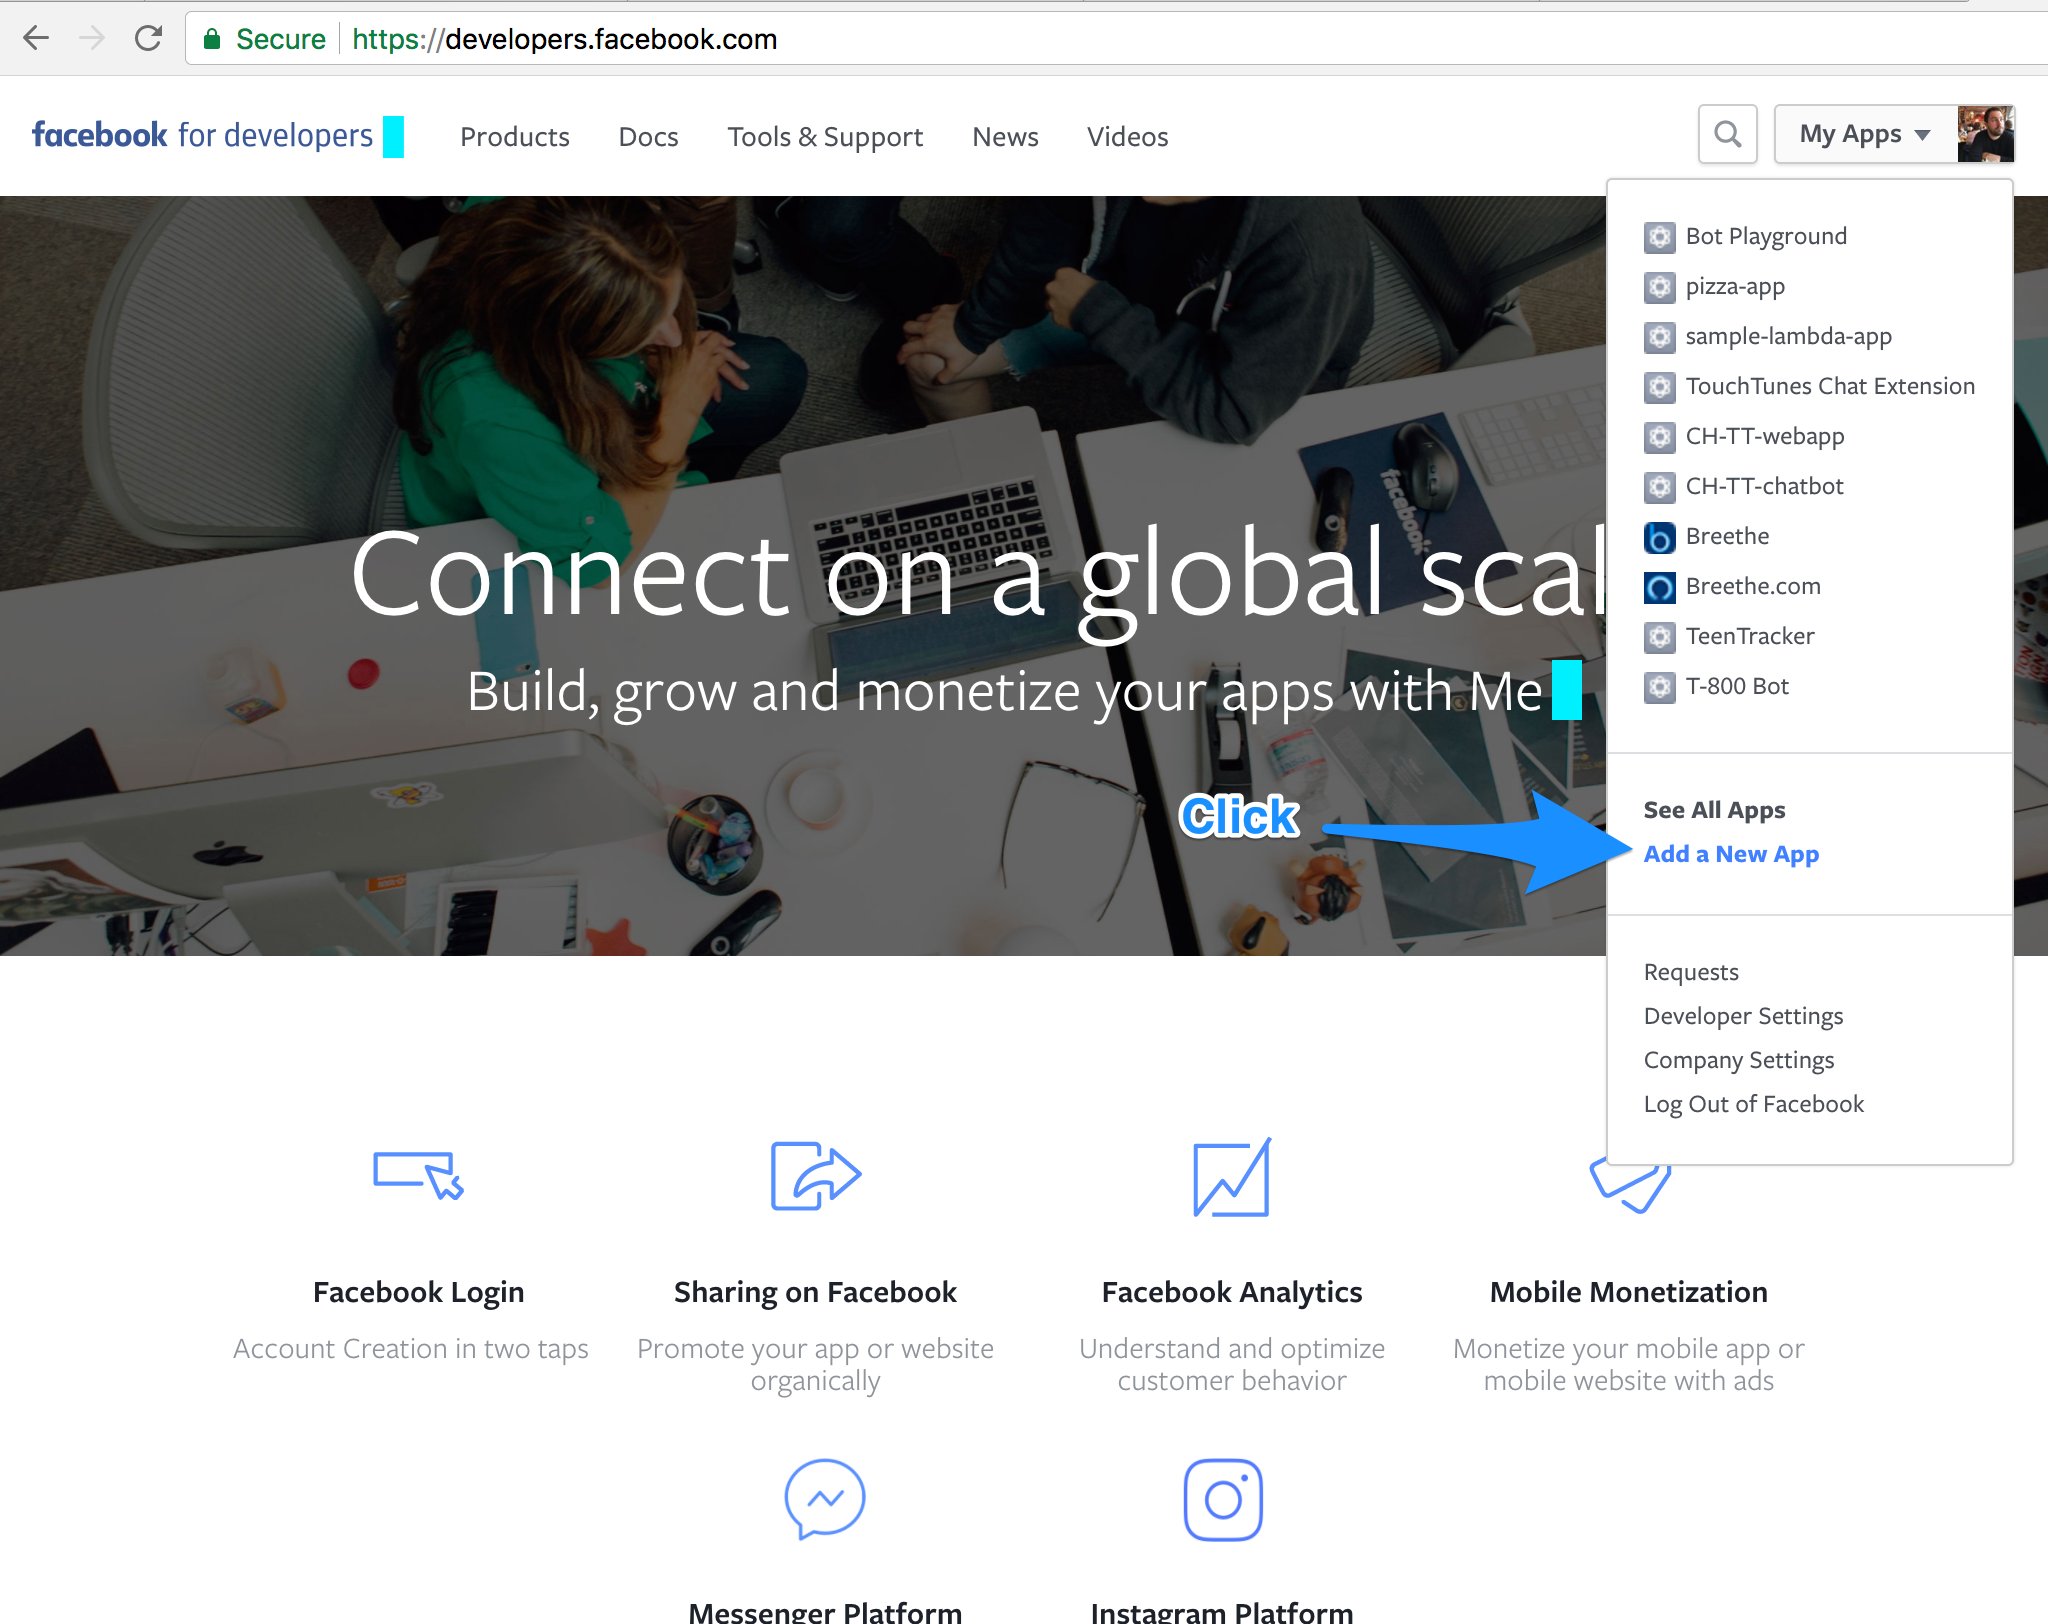 Secure https://developers.facebook.com
facebook for developers Products Docs Tools & Support News Videos My Apps
Bot Playground
pizza-app
sample-lambda-app
TouchTunes Chat Extension
CH-TT-webapp
CH-TT-chatbot
Breethe
Breethe.com
TeenTracker
T-800 Bot
See All Apps
Add a New App
Requests
Developer Settings
Company Settings
Log Out of Facebook
facebook
Connect on a global scal
Build, grow and monetize your apps with Me
Click
Facebook Login
Account Creation in two taps
Sharing on Facebook
Promote your app or website
organically
Facebook Analytics
Understand and optimize
customer behavior
Mobile Monetization
Monetize your mobile app or
mobile website with ads
Messenger Platform
Instagram Platform